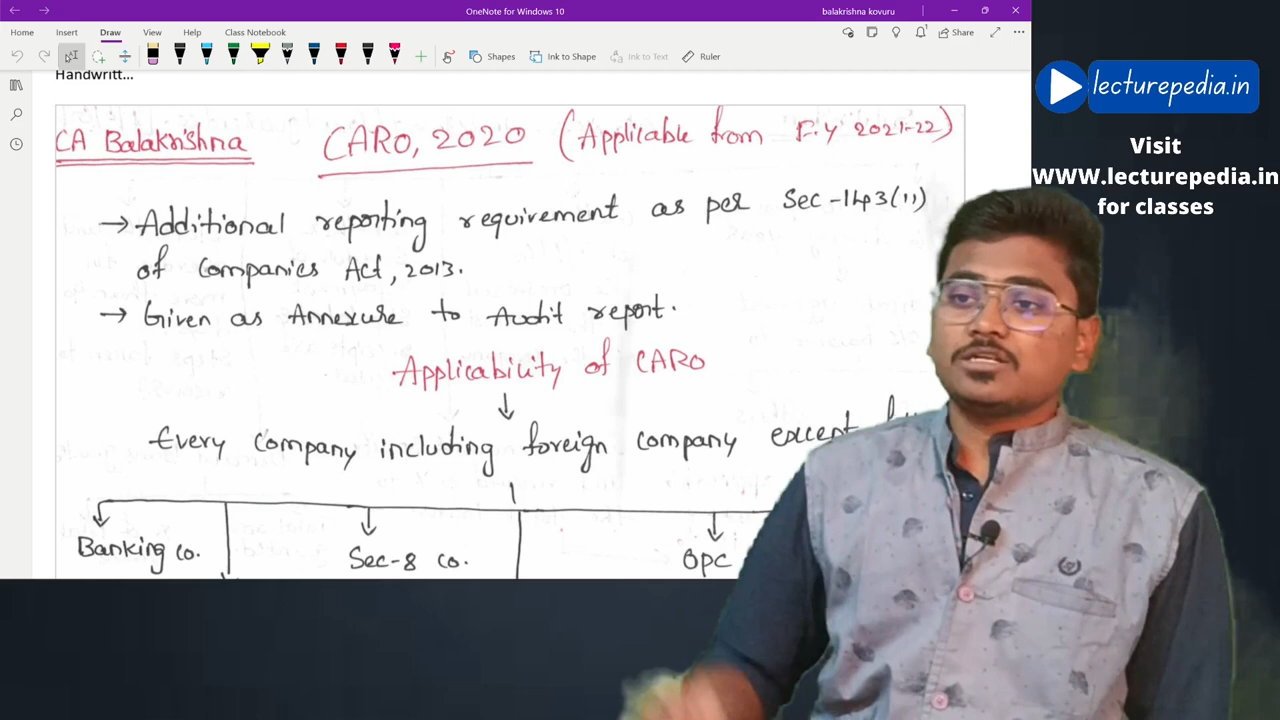 OneNote for Windows 10
balakrishna kovuru
Home Insert Draw View Help Class Notebook
Share
Shapes Ink to Shape Ink to Text Ruler
Handwritt...
lecturepedia.in
Visit
WWW.lecturepedia.in
for classes
CA Balakrishna CARO, 2020 (Applicable from F.Y 2021-22)
→ Additional reporting requirement as per Sec-143(11)
of Companies Act, 2013.
→ Given as Annexure to Audit report.
Applicability of CARO
Every company including foreign company except
Banking co. Sec-8 co. OPC